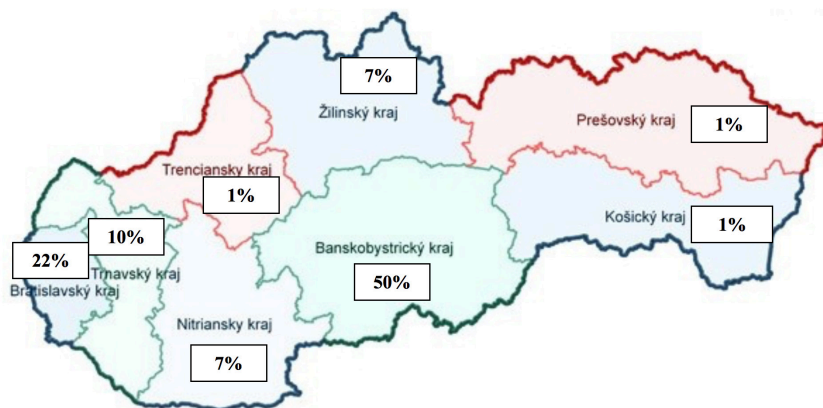 7%
Žilinský kraj
Prešovský kraj
1%
Trenciansky kraj
1%
Košický kraj
1%
10%
22%
Trnavský kraj
Bratislavský kraj
Banskobystrický kraj
50%
Nitriansky kraj
7%